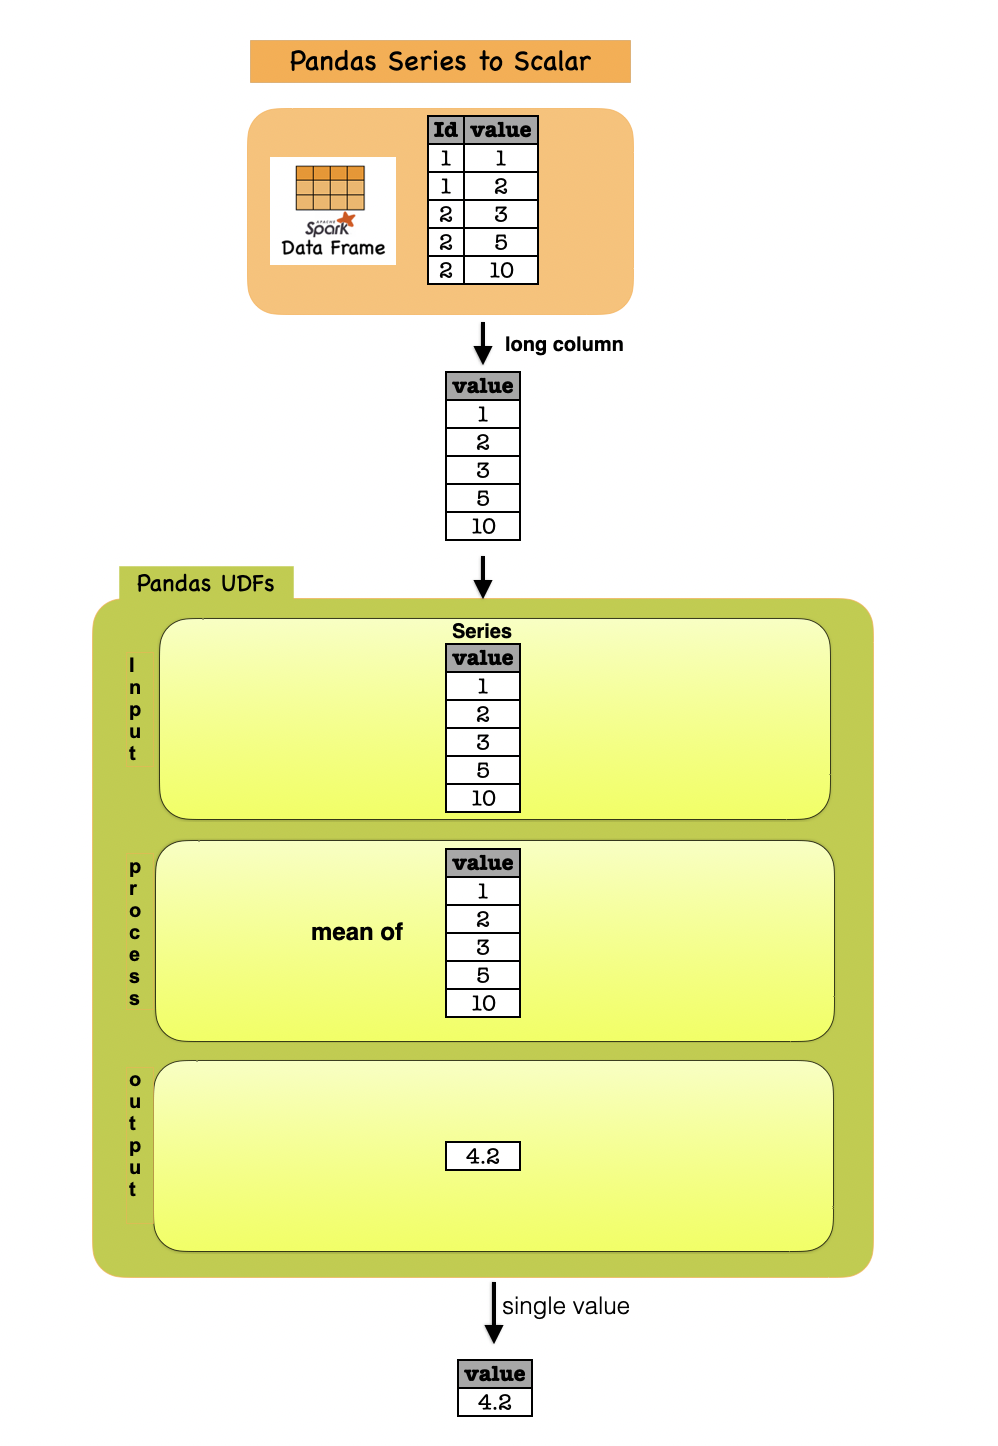 Pandas Series to Scalar
Id value
1 1
1 2
2 3
2 5
2 10
APACHE
Spark
Data Frame
long column
value
1
2
3
5
10
Pandas UDFs
Input
Series
value
1
2
3
5
10
process
mean of
value
1
2
3
5
10
output
4.2
single value
value
4.2